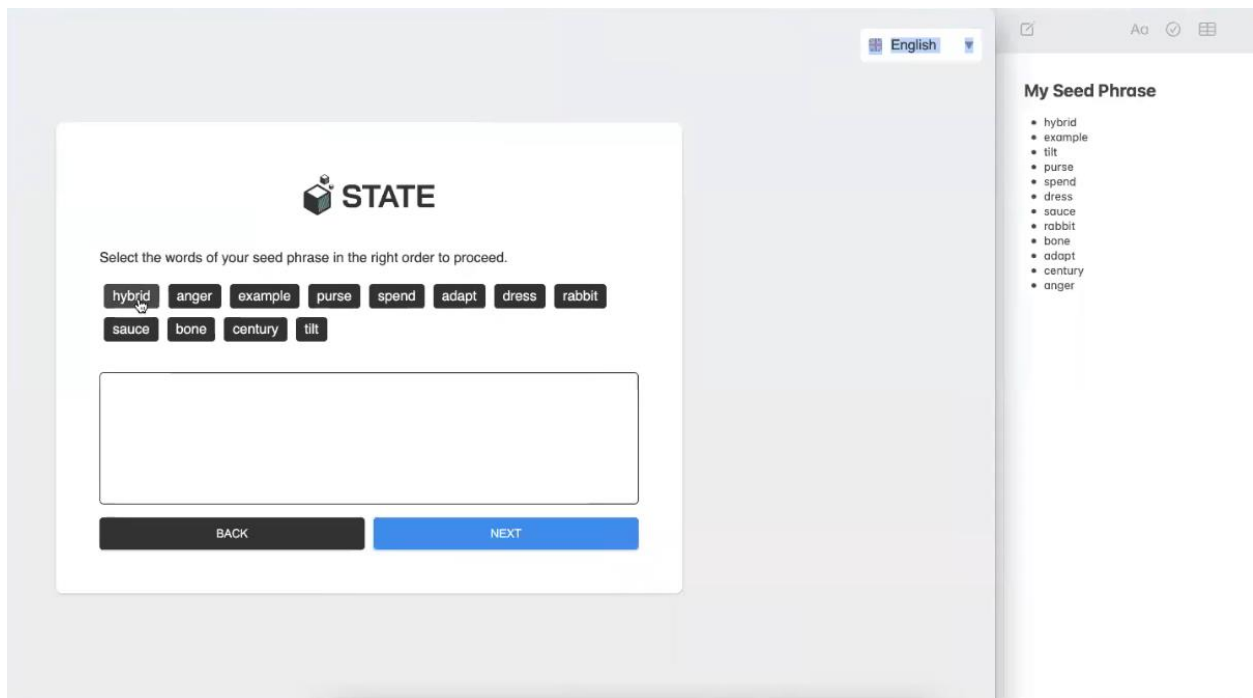 English
STATE
Select the words of your seed phrase in the right order to proceed.
hybrid anger example purse spend adapt dress rabbit
sauce bone century tilt
BACK NEXT
Aa
My Seed Phrase
• hybrid
• example
• tilt
• purse
• spend
• dress
• sauce
• rabbit
• bone
• adapt
• century
• anger